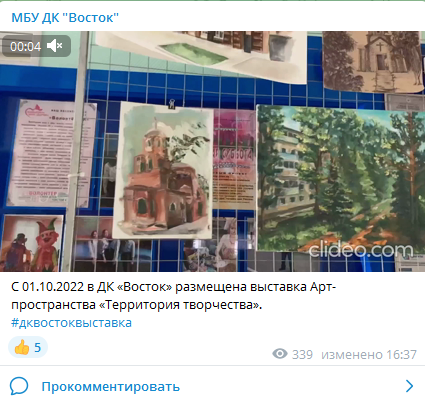 МБУ ДК "Восток"
00:04
clideo.com
С 01.10.2022 в ДК «Восток» размещена выставка Арт-
пространства «Территория творчества».
#дквостоквыставка
5
339 изменено 16:37
Прокомментировать